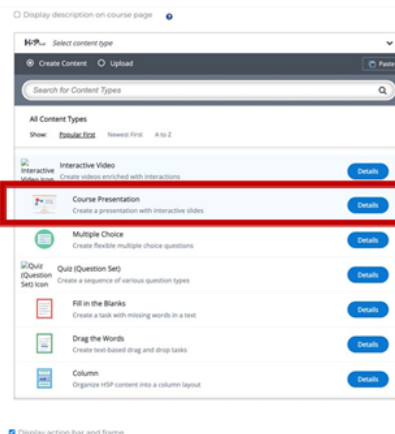 Display description on course page
H5P Select content type
Create Content Upload Paste
Search for Content Types
All Content Types
Show: Popular First Newest First A to Z
Interactive Video Icon
Interactive Video
Create videos enriched with interactions
Details
Course Presentation
Create a presentation with interactive slides
Details
Multiple Choice
Create flexible multiple choice questions
Details
Quiz (Question Set) Icon
Quiz (Question Set)
Create a sequence of various question types
Details
Fill in the Blanks
Create a task with missing words in a text
Details
Drag the Words
Create text-based drag and drop tasks
Details
Column
Organize H5P content into a column layout
Details
Display action bar and frame